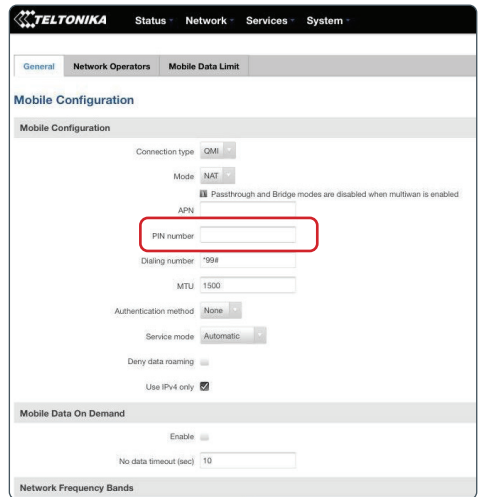 TELTONIKA Status Network Services System
General Network Operators Mobile Data Limit
Mobile Configuration
Mobile Configuration
Connection type QMI
Mode NAT
Passthrough and Bridge modes are disabled when multiwan is enabled
APN
PIN number
Dialing number *99#
MTU 1500
Authentication method None
Service mode Automatic
Deny data roaming
Use IPv4 only
Mobile Data On Demand
Enable
No data timeout (sec) 10
Network Frequency Bands